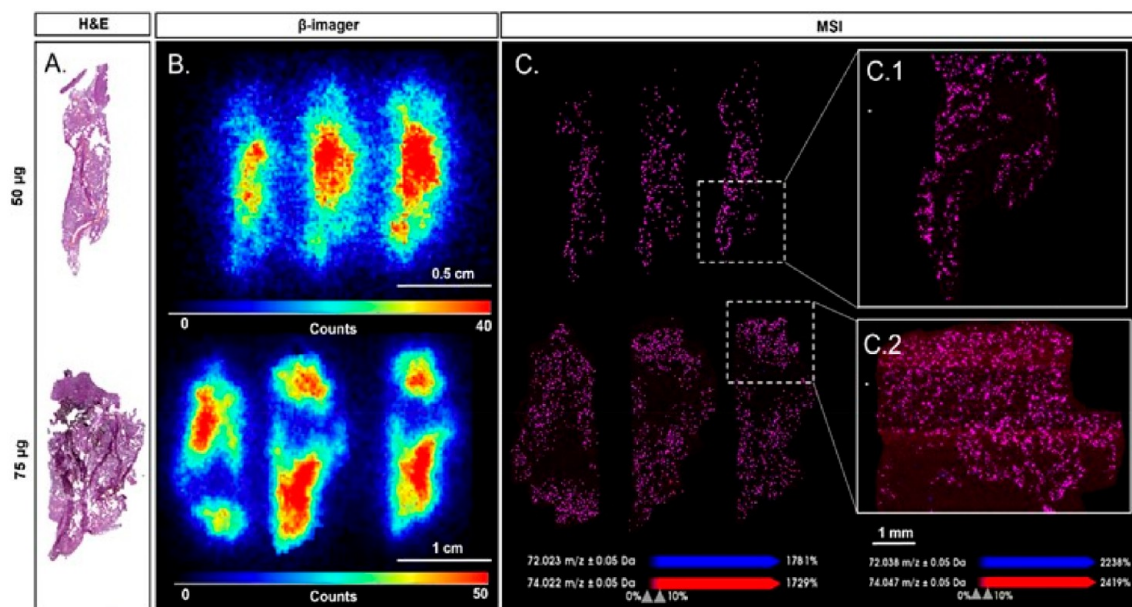 H&E
β-imager
MSI
A.
B.
C.
C.1
50 µg
0.5 cm
0
40
Counts
C.2
75 µg
1 cm
0
50
Counts
1 mm
72.023 m/z ± 0.05 Da
1781%
72.038 m/z ± 0.05 Da
2238%
74.022 m/z ± 0.05 Da
1729%
74.047 m/z ± 0.05 Da
2419%
0%
10%
0%
10%